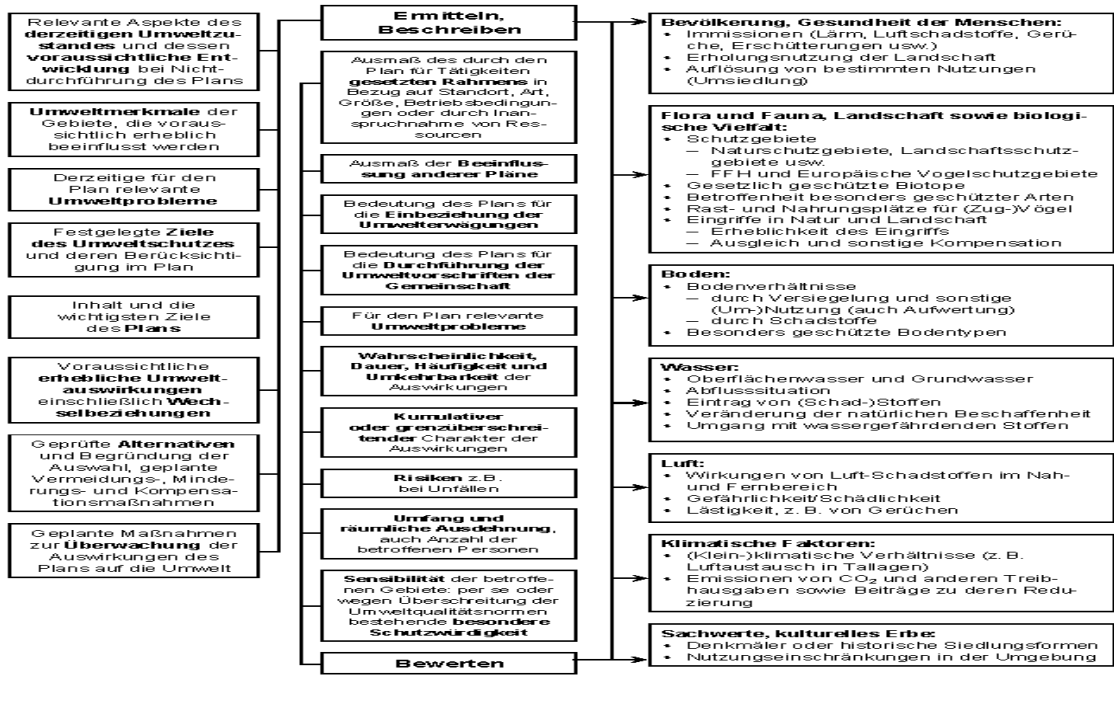 Relevante Aspekte des
derzeitigen Umweltzu-
standes und dessen
voraussichtliche Ent-
wicklung bei Nicht-
durchführung des Plans
Umweltmerkmale der
Gebiete, die voraus-
sichtlich erheblich
beeinflusst werden
Derzeitige für den
Plan relevante
Umweltprobleme
Festgelegte Ziele
des Umweltschutzes
und deren Berücksichti-
gung im Plan
Inhalt und die
wichtigsten Ziele
des Plans
Voraussichtliche
erhebliche Umwelt-
auswirkungen
einschließlich Wech-
selbeziehungen
Geprüfte Alternativen
und Begründung der
Auswahl, geplante
Vermeidungs-, Minde-
rungs- und Kompensa-
tionsmaßnahmen
Geplante Maßnahmen
zur Überwachung der
Auswirkungen des
Plans auf die Umwelt
Ermitteln,
Beschreiben
Ausmaß des durch den
Plan für Tätigkeiten
gesetzten Rahmens in
Bezug auf Standort, Art,
Größe, Betriebsbedingun-
gen oder durch Inan-
spruchnahme von Res-
sourcen
Ausmaß der Beeinflus-
sung anderer Pläne
Bedeutung des Plans für
die Einbeziehung der
Umwelterwägungen
Bedeutung des Plans für
die Durchführung der
Umweltvorschriften der
Gemeinschaft
Für den Plan relevante
Umweltprobleme
Wahrscheinlichkeit,
Dauer, Häufigkeit und
Umkehrbarkeit der
Auswirkungen
Kumulativer
oder grenzüberschrei-
tender Charakter der
Auswirkungen
Risiken z.B.
bei Unfällen
Umfang und
räumliche Ausdehnung,
auch Anzahl der
betroffenen Personen
Sensibilität der betroffe-
nen Gebiete: per se oder
wegen Überschreitung der
Umweltqualitätsnormen
bestehende besondere
Schutzwürdigkeit
Bewerten
Bevölkerung, Gesundheit der Menschen:
• Immissionen (Lärm, Luftschadstoffe, Gerü-
che, Erschütterungen usw.)
• Erholungsnutzung der Landschaft
• Auflösung von bestimmten Nutzungen
(Umsiedlung)
Flora und Fauna, Landschaft sowie biologi-
sche Vielfalt:
• Schutzgebiete
– Naturschutzgebiete, Landschaftsschutz-
gebiete usw.
– FFH und Europäische Vogelschutzgebiete
• Gesetzlich geschützte Biotope
• Betroffenheit besonders geschützter Arten
• Rast- und Nahrungsplätze für (Zug-)Vögel
• Eingriffe in Natur und Landschaft
– Erheblichkeit des Eingriffs
– Ausgleich und sonstige Kompensation
Boden:
• Bodenverhältnisse
– durch Versiegelung und sonstige
(Um-)Nutzung (auch Aufwertung)
– durch Schadstoffe
• Besonders geschützte Bodentypen
Wasser:
• Oberflächenwasser und Grundwasser
• Abflusssituation
• Eintrag von (Schad-)Stoffen
• Veränderung der natürlichen Beschaffenheit
• Umgang mit wassergefährdenden Stoffen
Luft:
• Wirkungen von Luft-Schadstoffen im Nah-
und Fernbereich
• Gefährlichkeit/Schädlichkeit
• Lästigkeit, z. B. von Gerüchen
Klimatische Faktoren:
• (Klein-)klimatische Verhältnisse (z. B.
Luftaustausch in Tallagen)
• Emissionen von CO₂ und anderen Treib-
hausgaben sowie Beiträge zu deren Redu-
zierung
Sachwerte, kulturelles Erbe:
• Denkmäler oder historische Siedlungsformen
• Nutzungseinschränkungen in der Umgebung